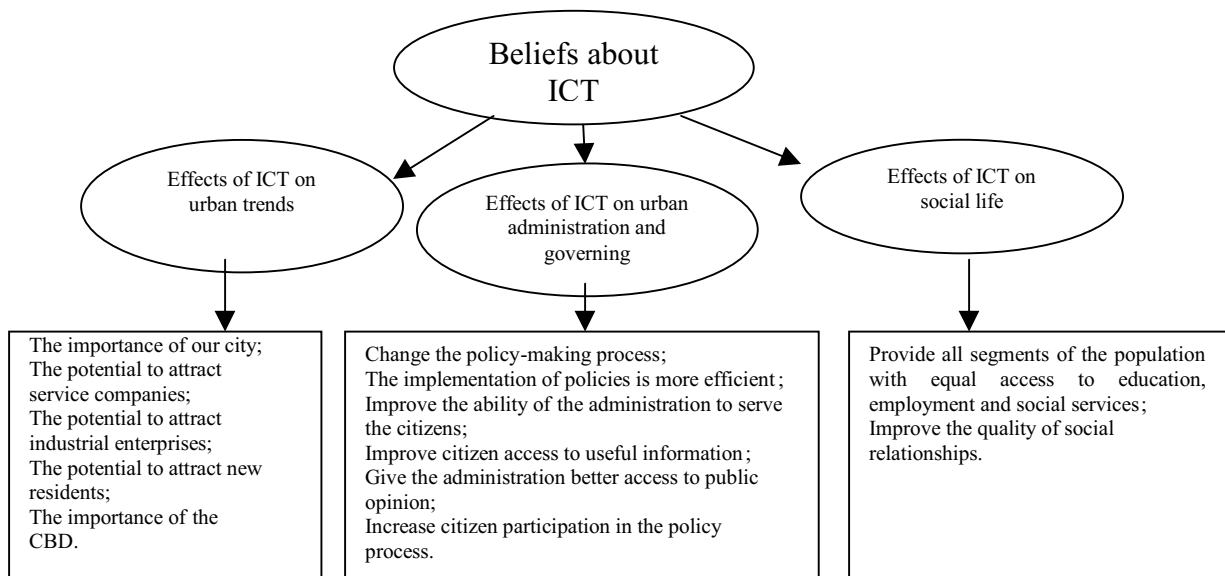 Beliefs about
ICT
Effects of ICT on
urban trends
Effects of ICT on urban
administration and
governing
Effects of ICT on
social life
The importance of our city;
The potential to attract
service companies;
The potential to attract
industrial enterprises;
The potential to attract new
residents;
The importance of the
CBD.
Change the policy-making process;
The implementation of policies is more efficient;
Improve the ability of the administration to serve
the citizens;
Improve citizen access to useful information;
Give the administration better access to public
opinion;
Increase citizen participation in the policy
process.
Provide all segments of the population
with equal access to education,
employment and social services;
Improve the quality of social
relationships.